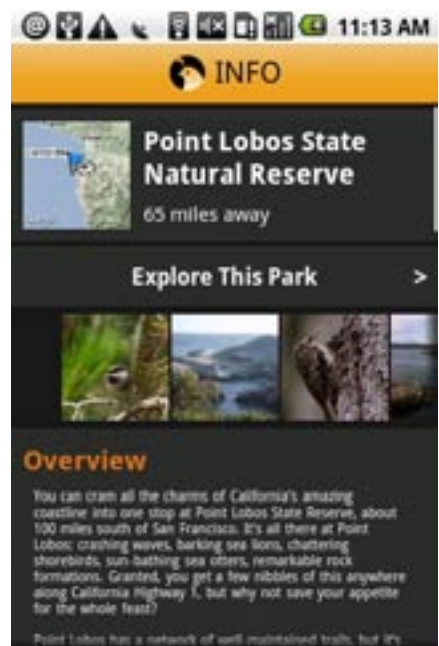 11:13 AM
INFO
Point Lobos State
Natural Reserve
65 miles away
Explore This Park >
Overview
You can cram all the charms of California's amazing
coastline into one stop at Point Lobos State Reserve, about
100 miles south of San Francisco. It's all there at Point
Lobos: crashing waves, barking sea lions, chattering
shorebirds, sun-bathing sea otters, remarkable rock
formations. Granted, you get a few nibbles of this anywhere
along California Highway 1, but why not save your appetite
for the whole feast?
Point Lobos has a network of well-maintained trails, but it's